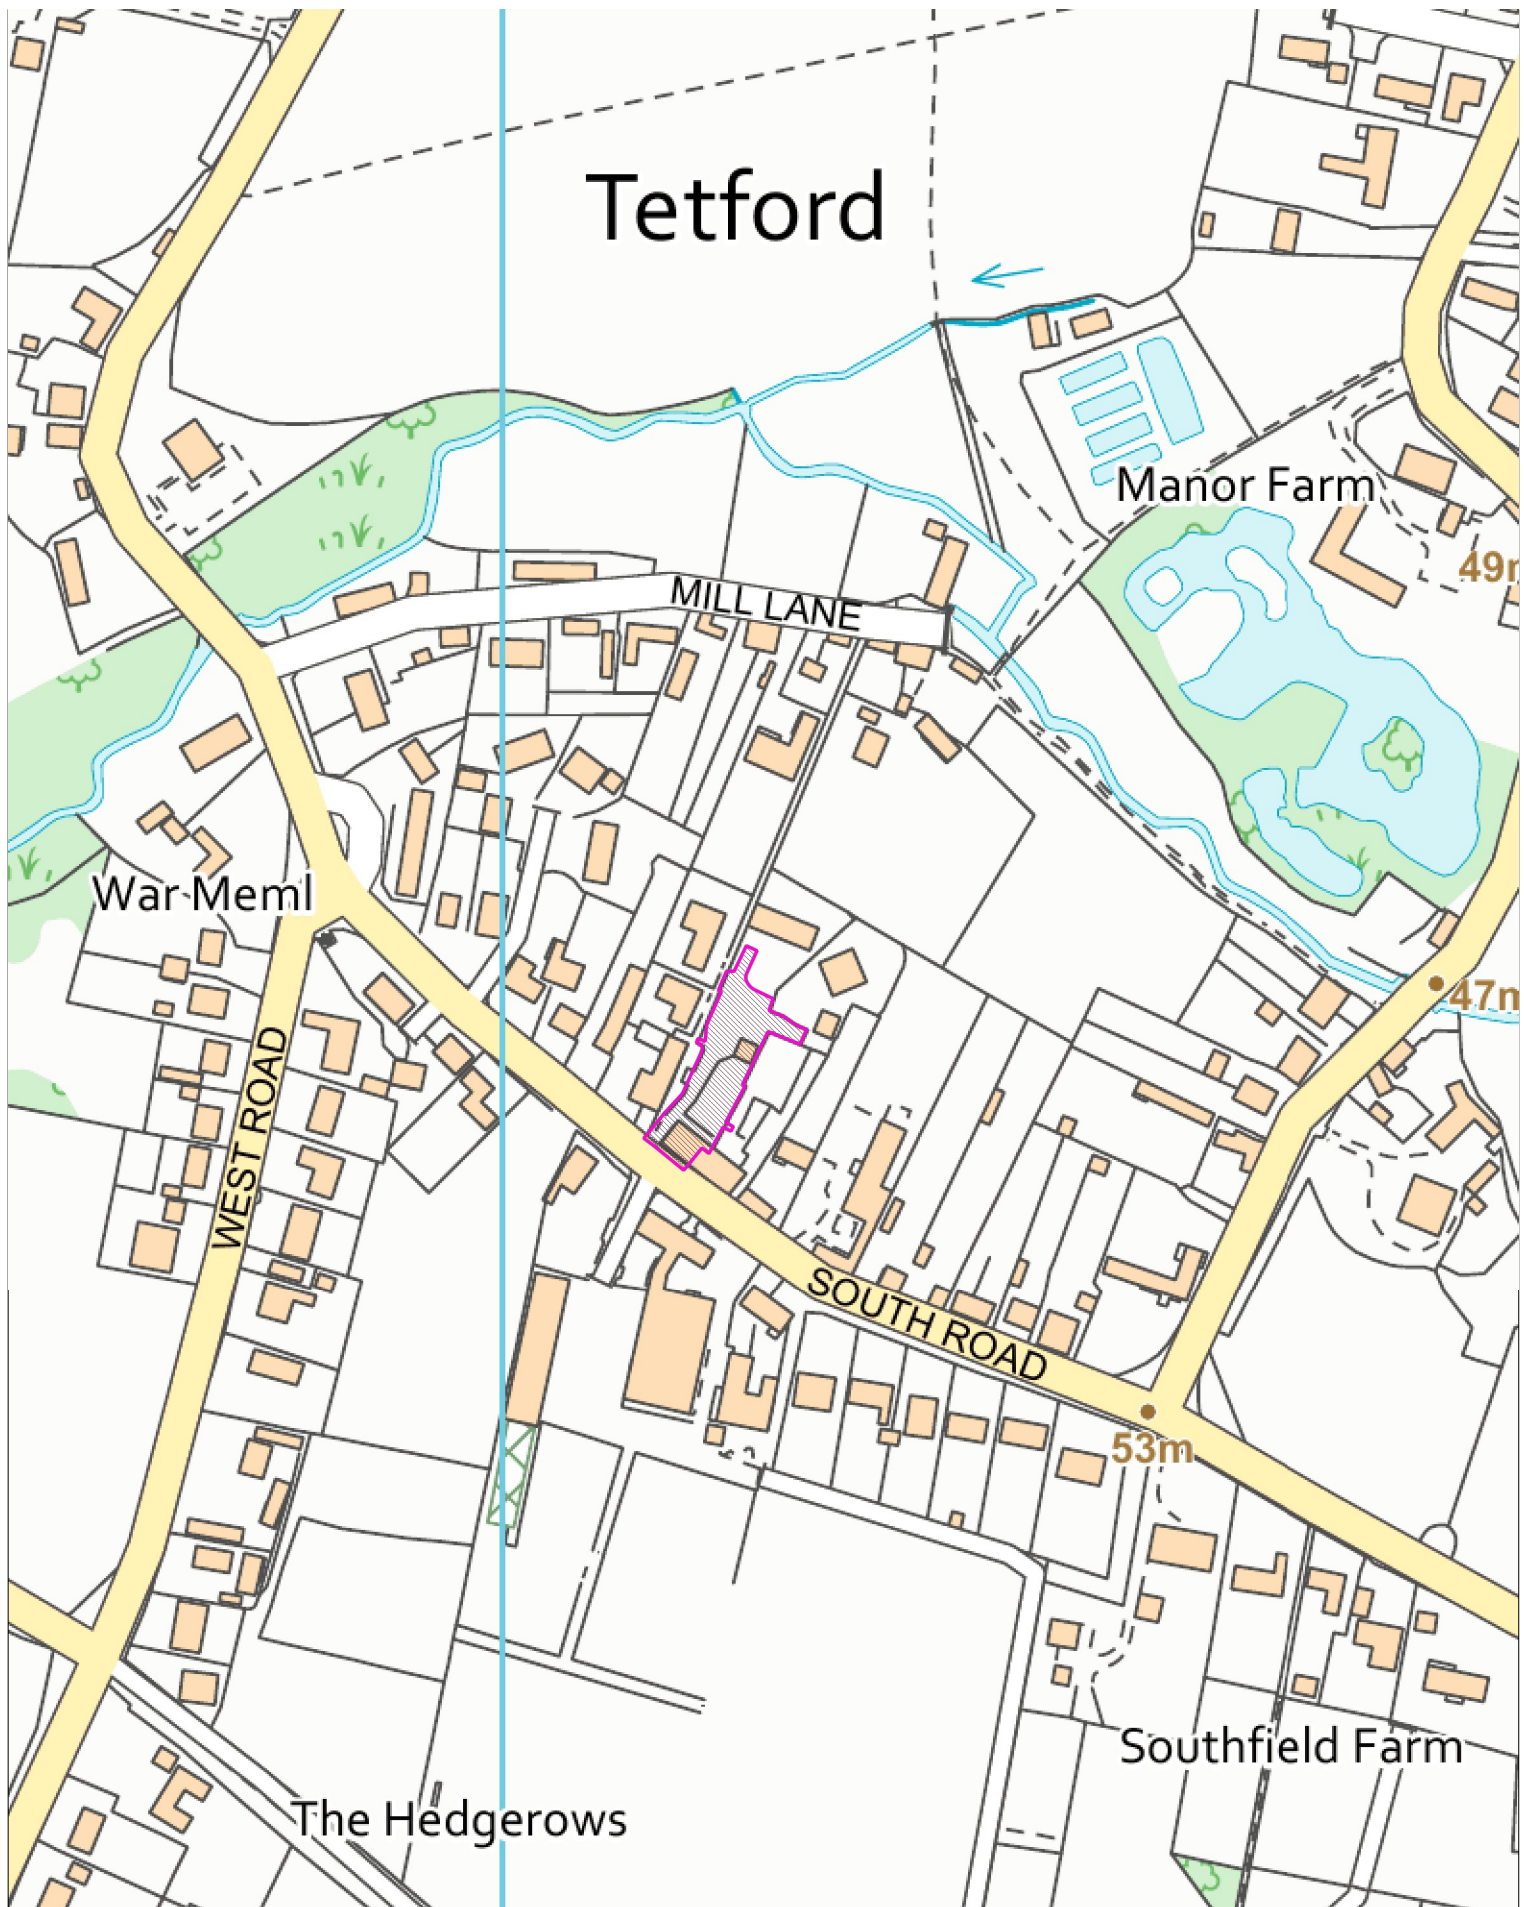 Tetford
Manor Farm
49m
MILL LANE
War Meml
47m
WEST ROAD
SOUTH ROAD
53m
Southfield Farm
The Hedgerows